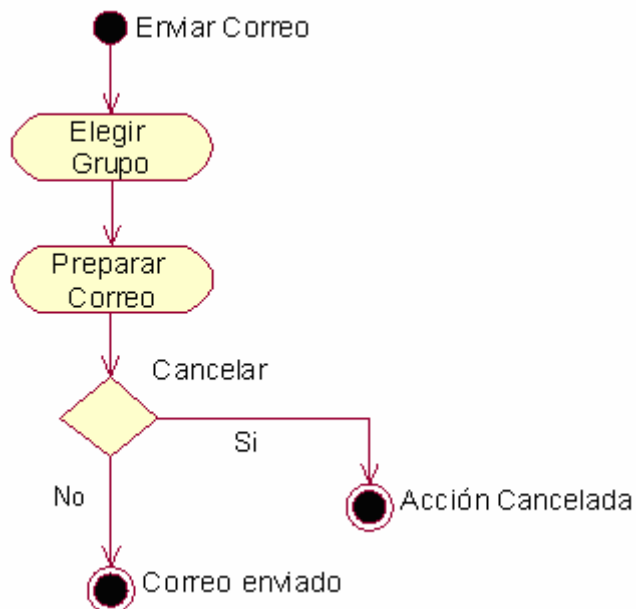 Enviar Correo
Elegir
Grupo
Preparar
Correo
Cancelar
Si
No
Acción Cancelada
Correo enviado